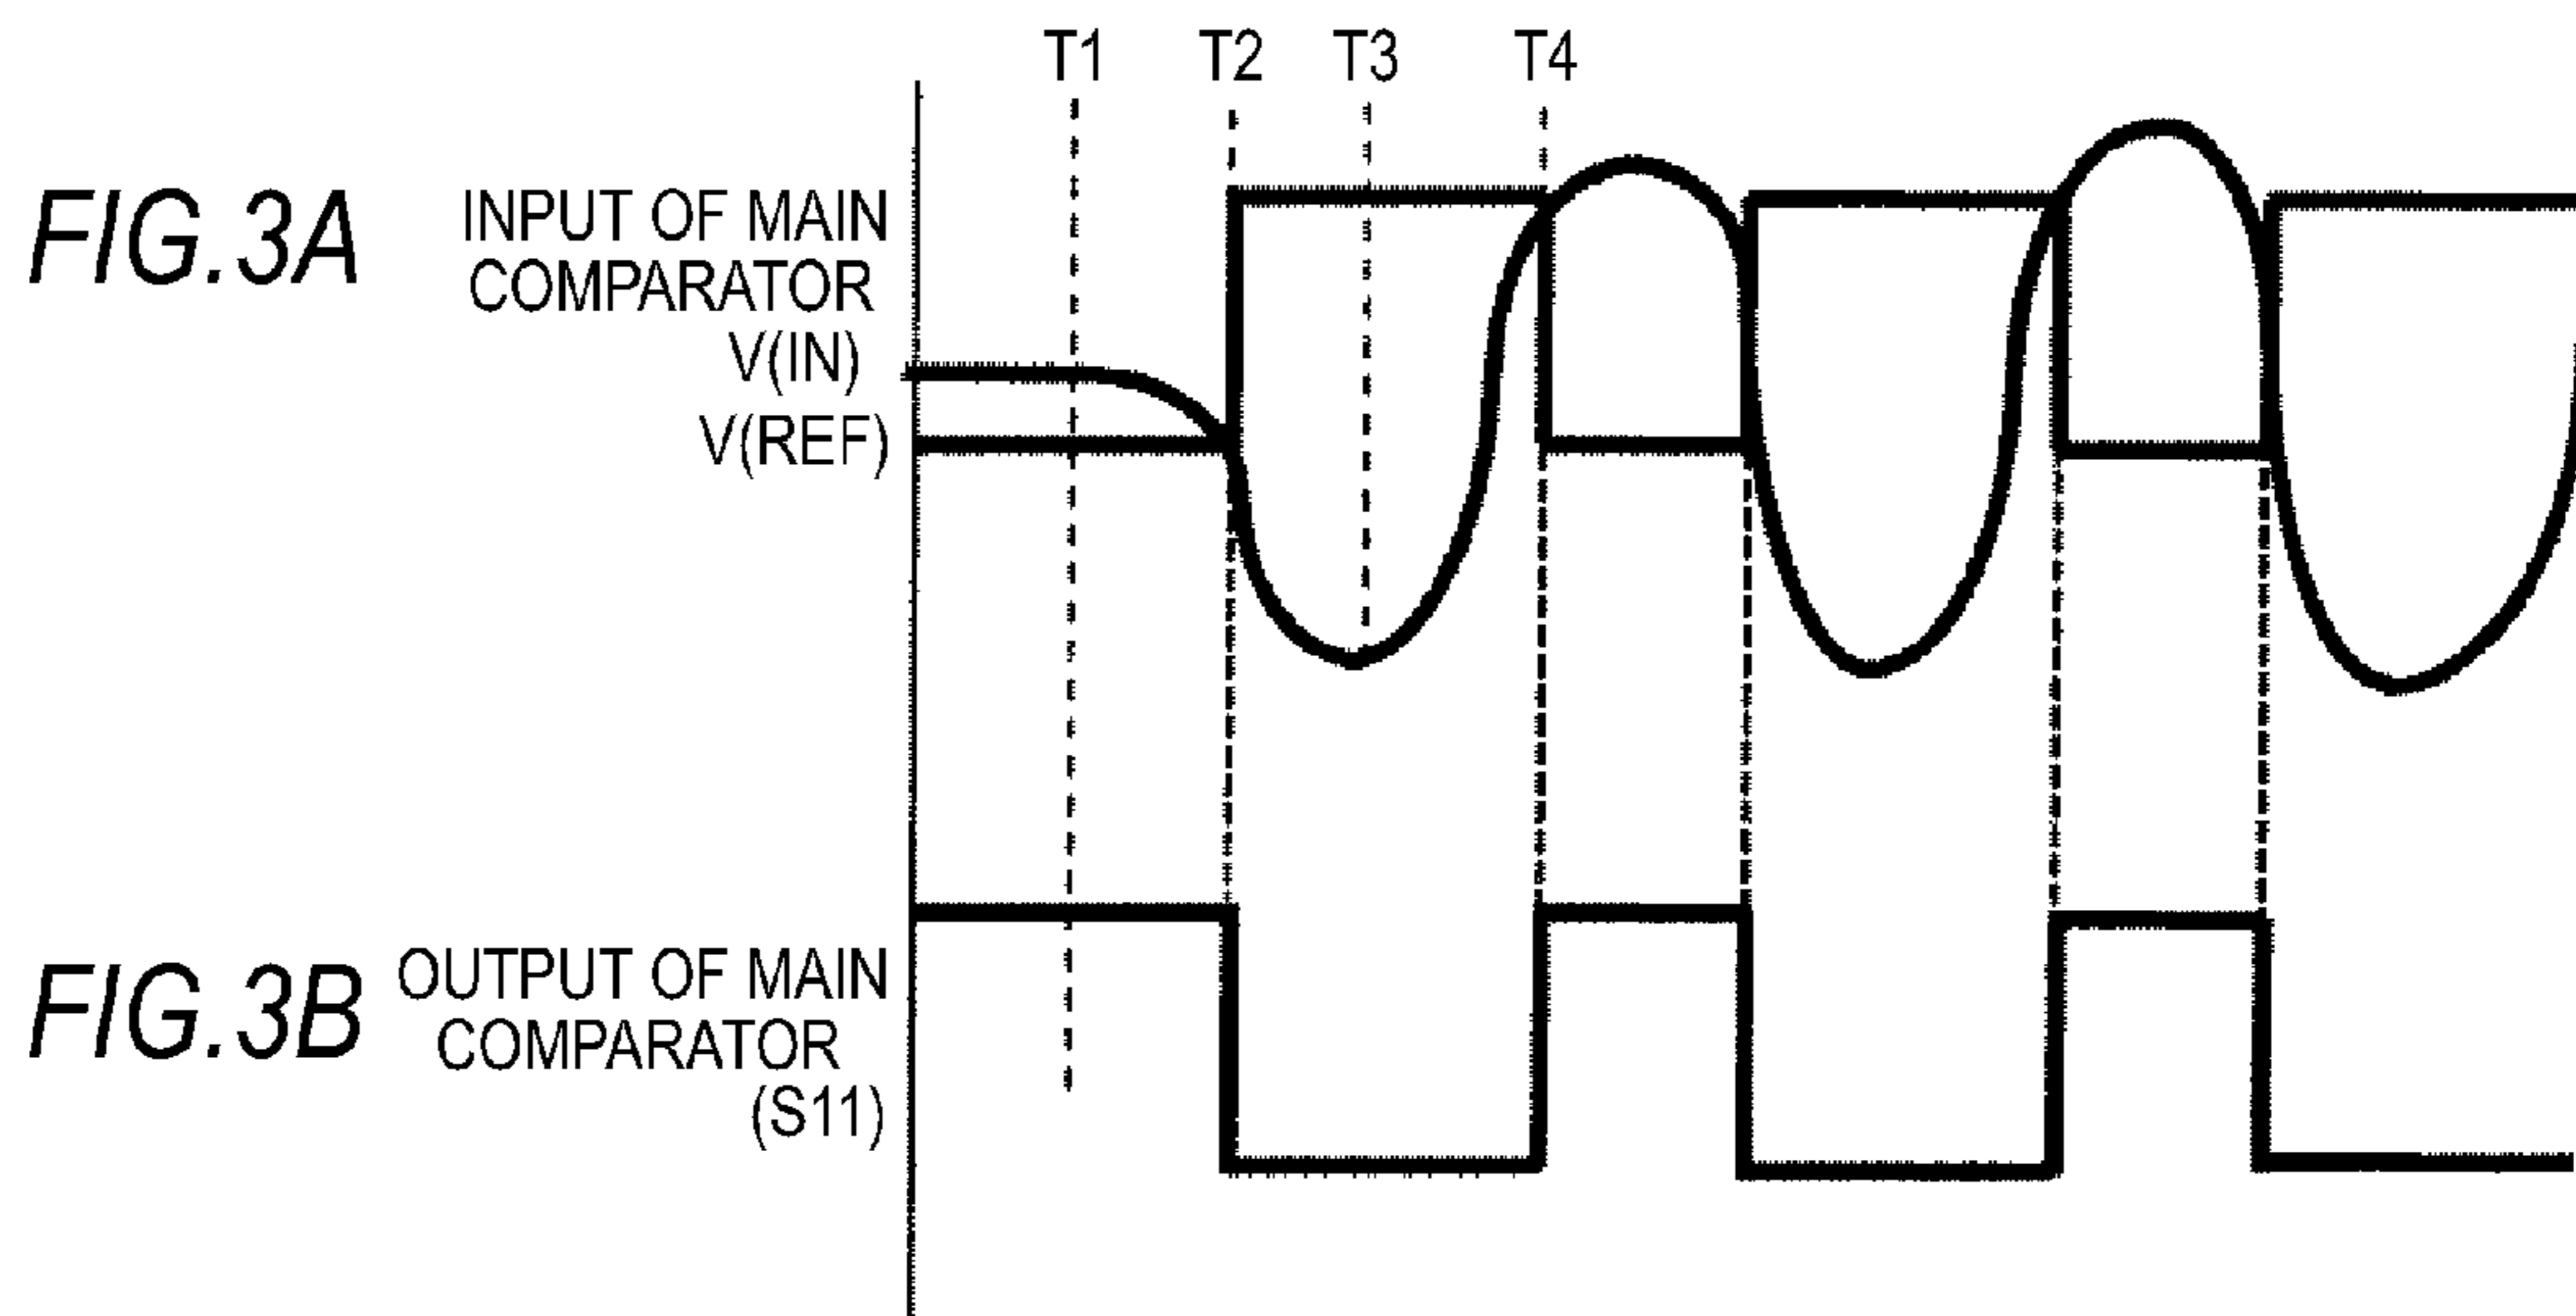 T1 T2 T3 T4
FIG.3A
INPUT OF MAIN
COMPARATOR
V(IN)
V(REF)
FIG.3B
OUTPUT OF MAIN
COMPARATOR
(S11)